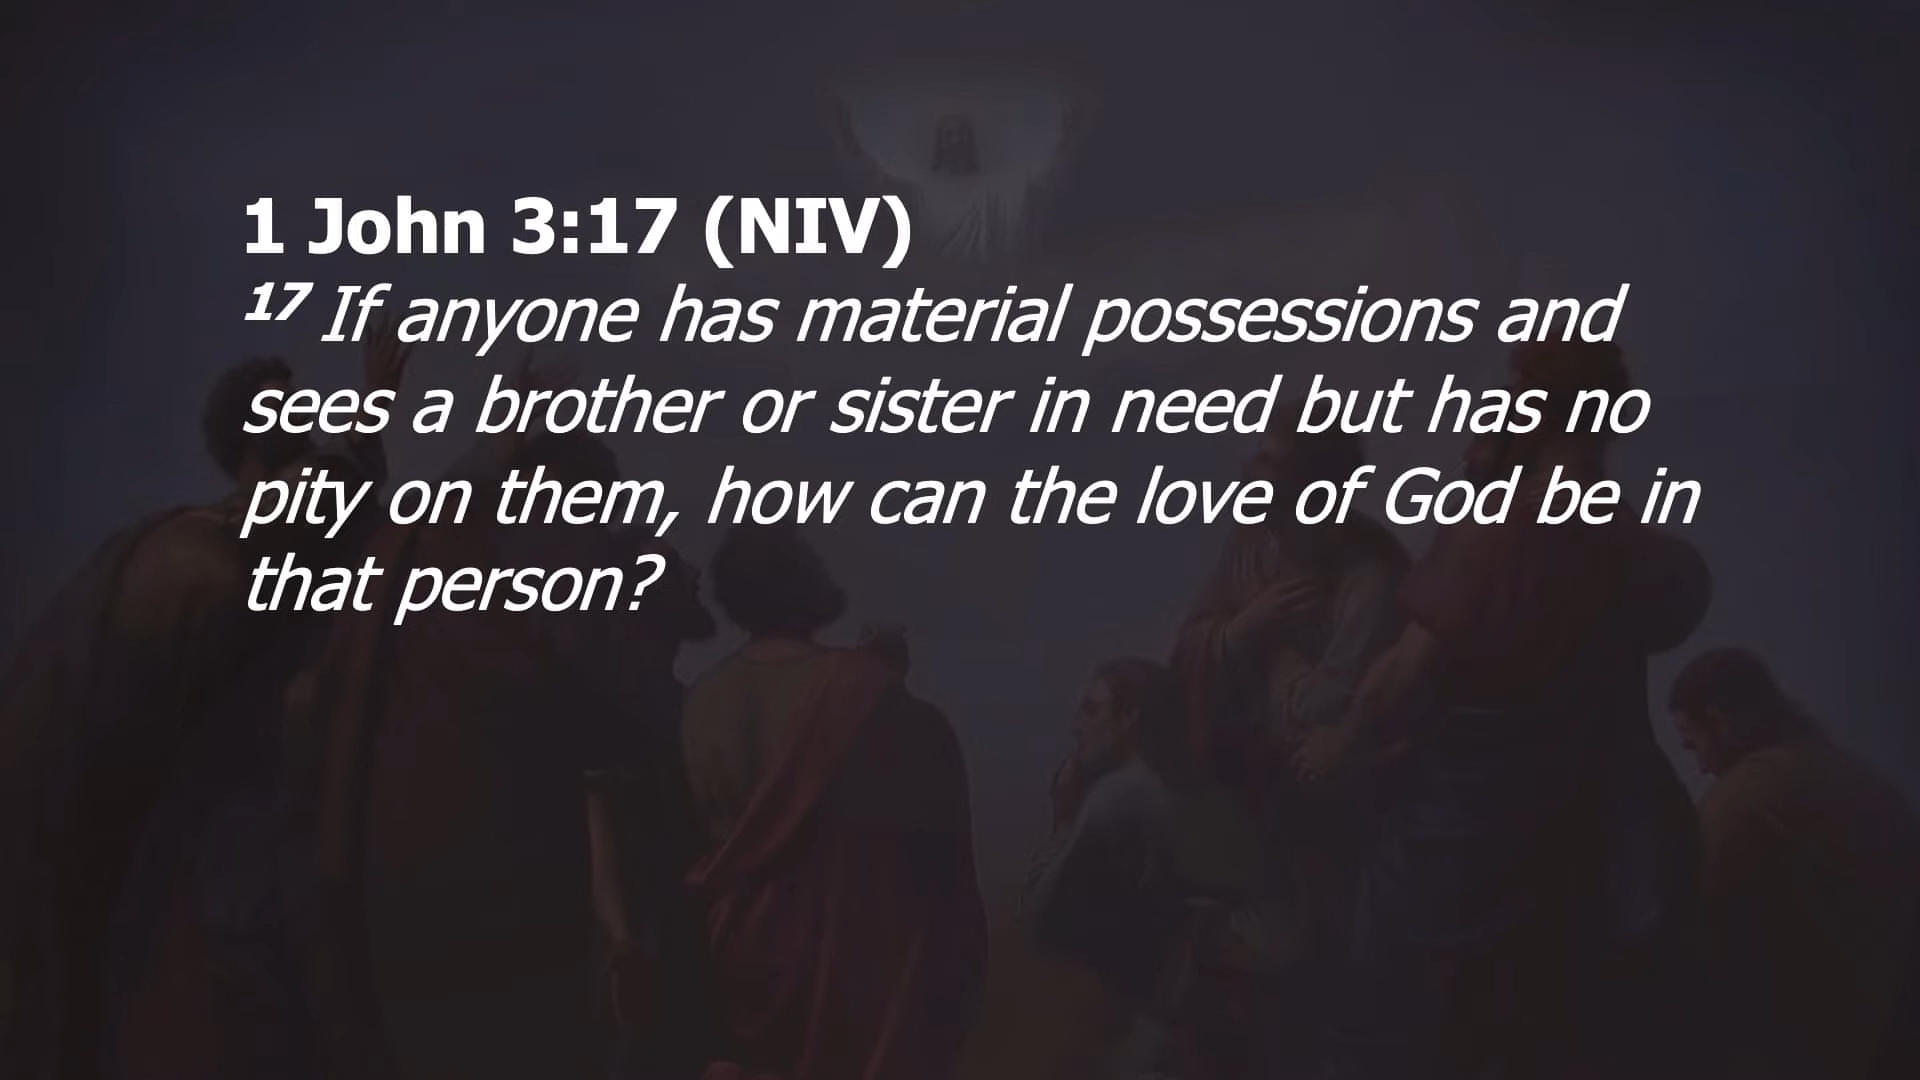 1 John 3:17 (NIV)
17 If anyone has material possessions and
sees a brother or sister in need but has no
pity on them, how can the love of God be in
that person?